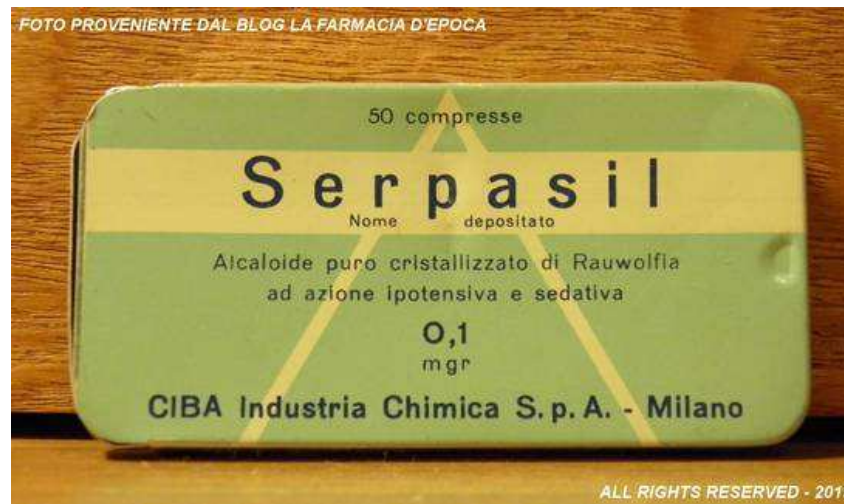 FOTO PROVENIENTE DAL BLOG LA FARMACIA D'EPOCA
50 compresse
Serpasil
Nome depositato
Alcaloide puro cristallizzato di Rauwolfia
ad azione ipotensiva e sedativa
0,1
mgr
CIBA Industria Chimica S.p.A. - Milano
ALL RIGHTS RESERVED - 201